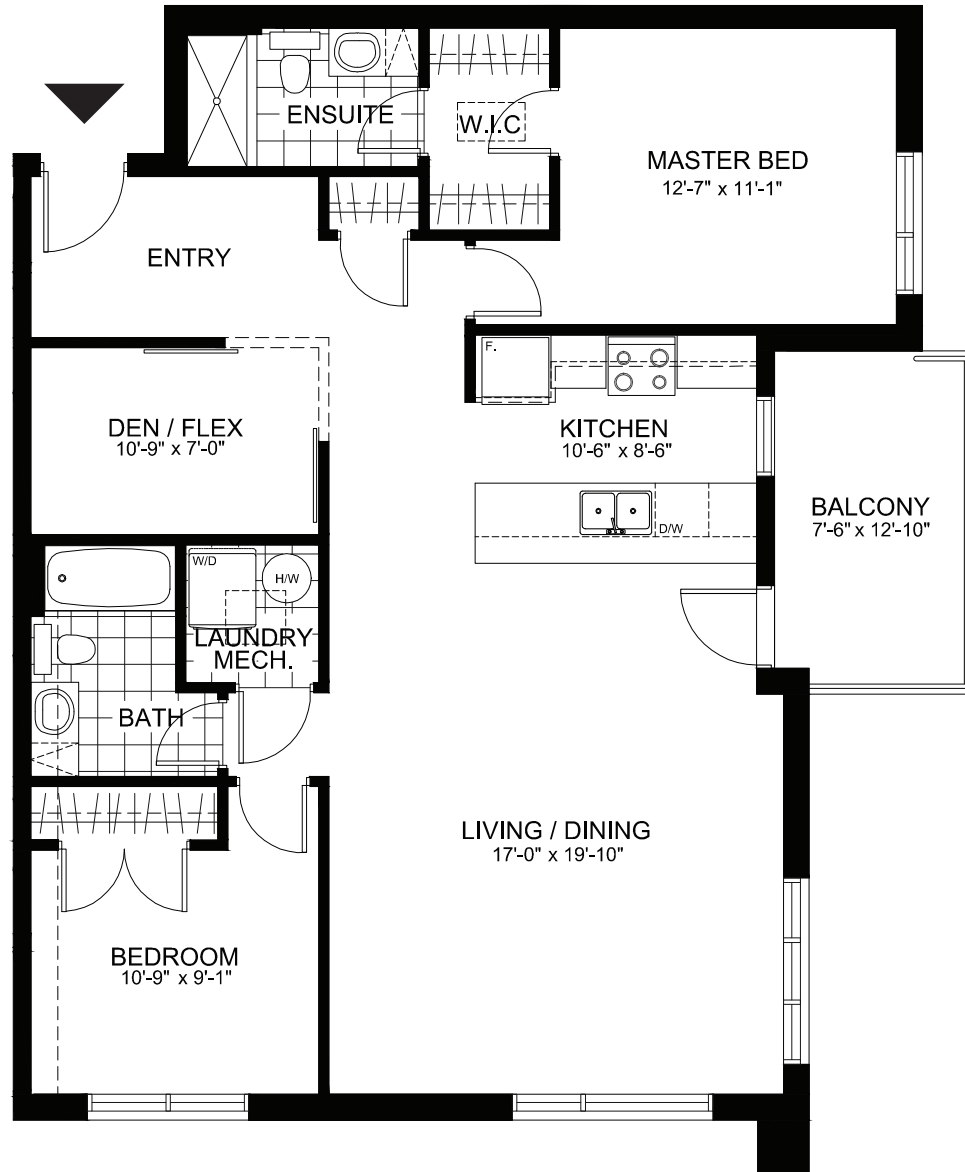 ENSUITE
W.I.C
MASTER BED
12'-7" x 11'-1"
ENTRY
F.
DEN / FLEX
10'-9" x 7'-0"
KITCHEN
10'-6" x 8'-6"
BALCONY
7'-6" x 12'-10"
D/W
W/D
H/W
LAUNDRY
MECH.
BATH
LIVING / DINING
17'-0" x 19'-10"
BEDROOM
10'-9" x 9'-1"